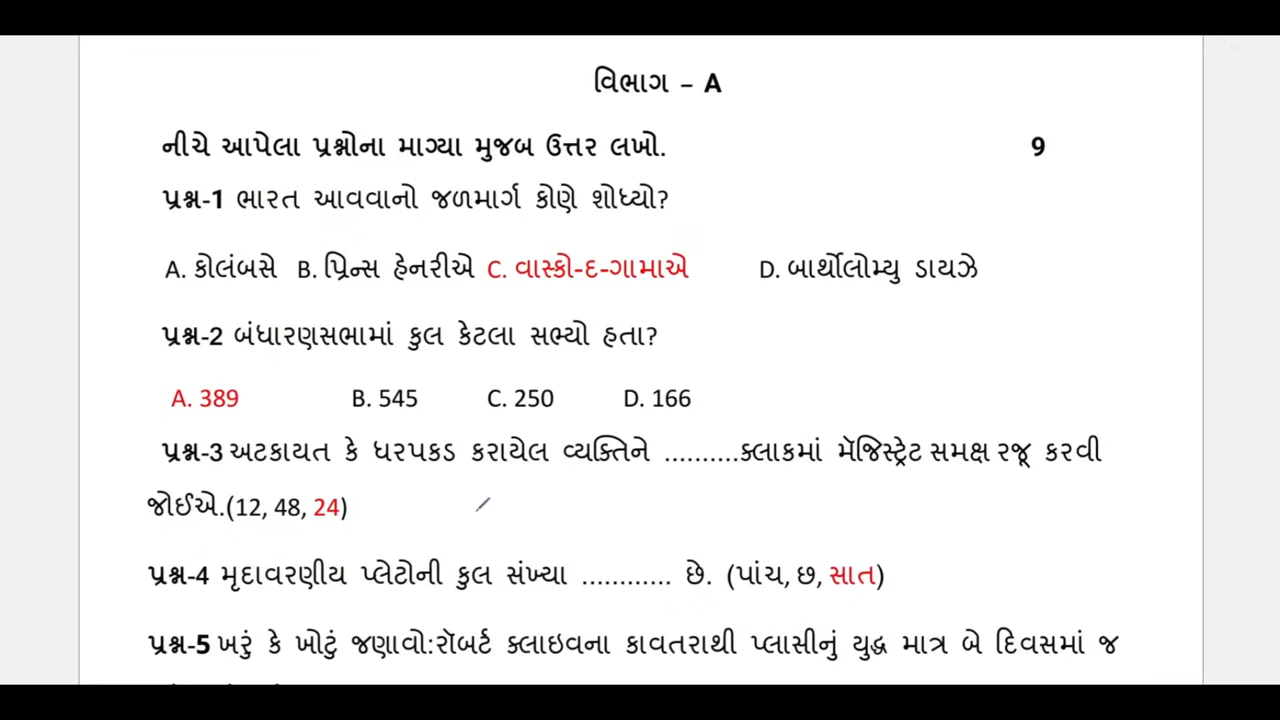 વિભાગ – A
નીચે આપેલા પ્રશ્નોના માગ્યા મુજબ ઉત્તર લખો. 9
પ્રશ્ન-1 ભારત આવવાનો જળમાર્ગ કોણે શોધ્યો?
A. કોલંબસે B. પ્રિન્સ હેનરીએ C. વાસ્કો-દ-ગામાએ D. બાર્થોલોમ્યુ ડાયઝે
પ્રશ્ન-2 બંધારણસભામાં કુલ કેટલા સભ્યો હતા?
A. 389 B. 545 C. 250 D. 166
પ્રશ્ન-3 અટકાયત કે ધરપકડ કરાયેલ વ્યક્તિને ..........ક્લાકમાં મૅજિસ્ટ્રેટ સમક્ષ રજૂ કરવી
જોઈએ.(12, 48, 24)
પ્રશ્ન-4 મૃદાવરણીય પ્લેટોની કુલ સંખ્યા ............ છે. (પાંચ, છ, સાત)
પ્રશ્ન-5 ખરું કે ખોટું જણાવો:રૉબર્ટ ક્લાઇવના કાવતરાથી પ્લાસીનું યુદ્ધ માત્ર બે દિવસમાં જ